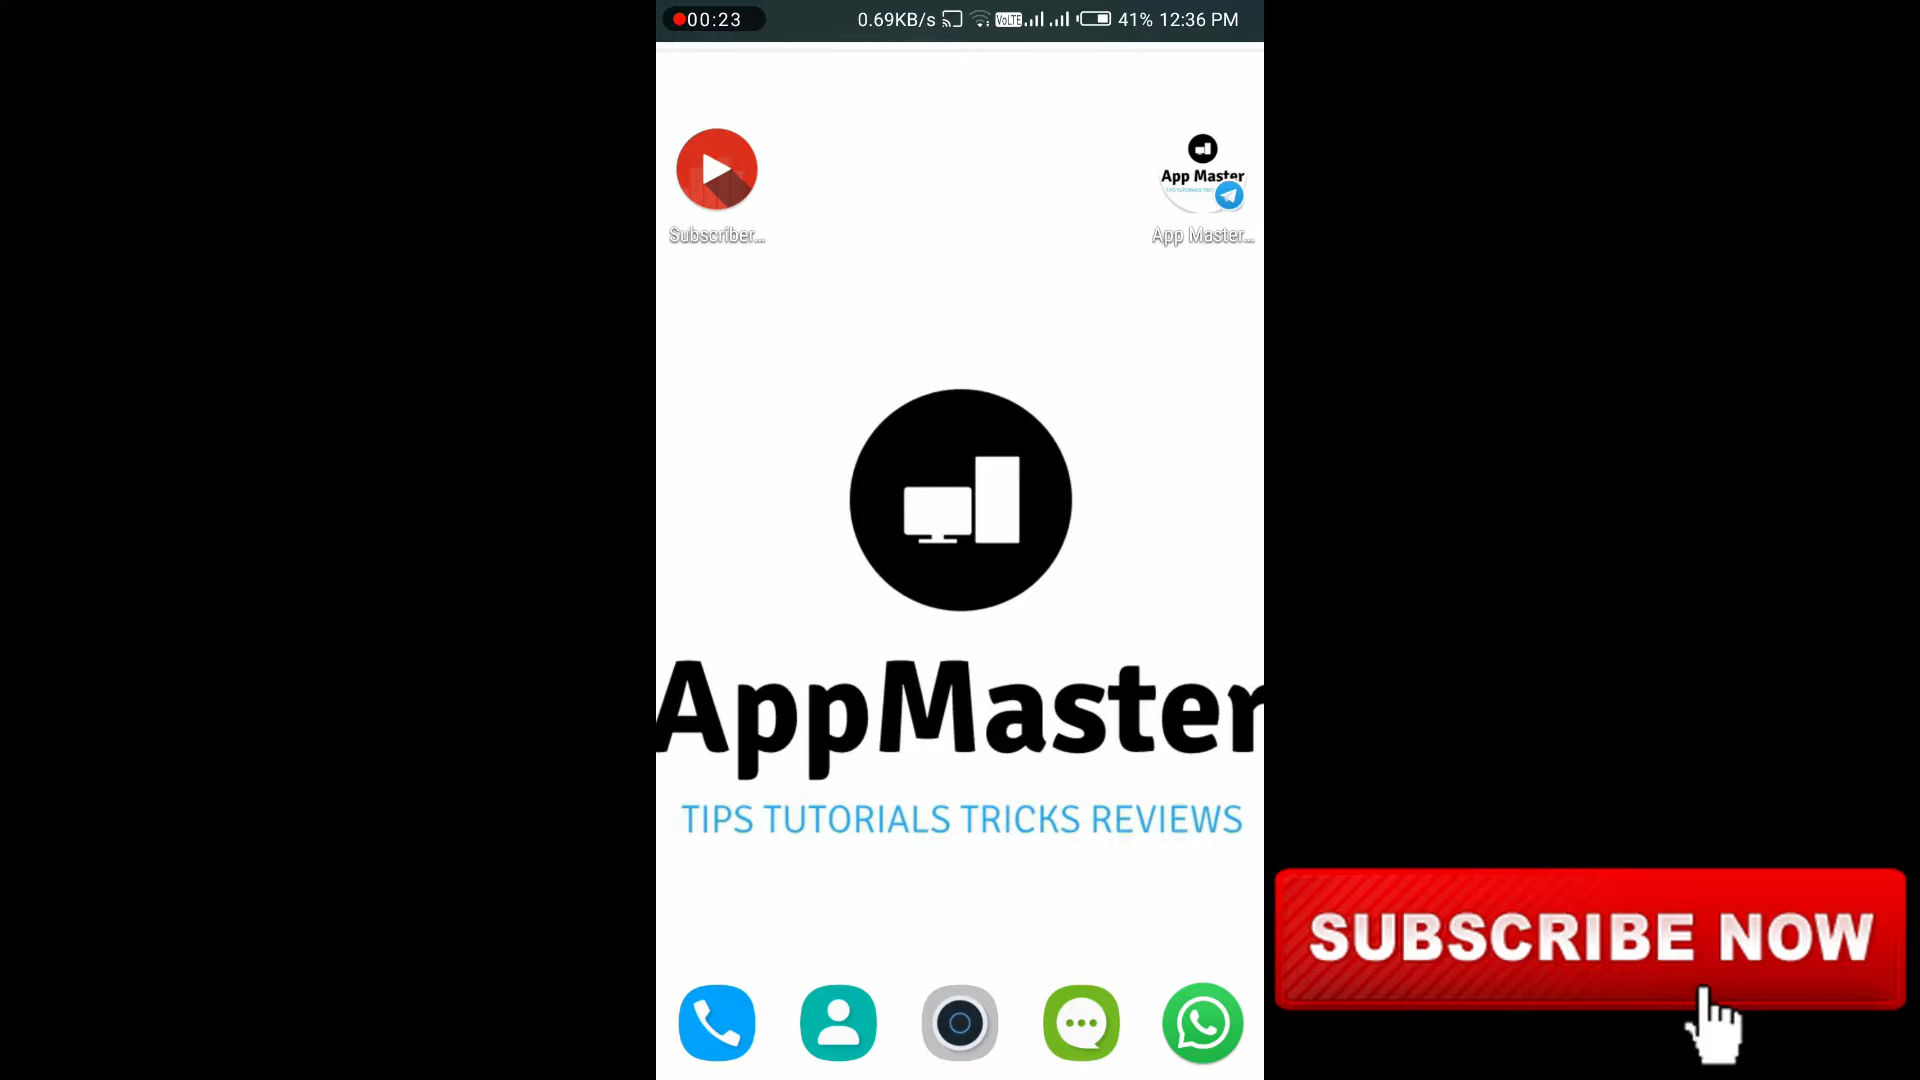 00:23 0.69KB/s VoLTE 41% 12:36 PM
App Master
Subscriber...
App Master...
AppMaster
TIPS TUTORIALS TRICKS REVIEWS
SUBSCRIBE NOW